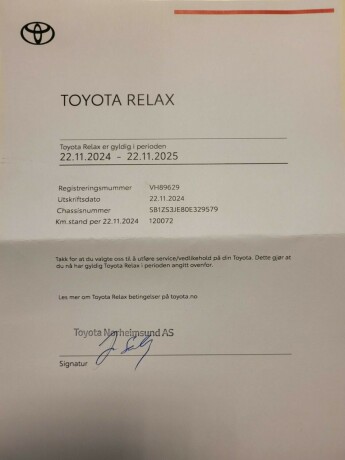 TOYOTA RELAX
Toyota Relax er gyldig i perioden
22.11.2024 – 22.11.2025
Registreringsnummer VH89629
Utskriftsdato 22.11.2024
Chassisnummer SB1ZS3JE80E329579
Km.stand per 22.11.2024 120072
Takk for at du valgte oss til å utføre service/vedlikehold på din Toyota. Dette gjør at
du nå har gyldig Toyota Relax i perioden angitt ovenfor.
Les mer om Toyota Relax betingelser på toyota.no
Toyota Norheimsund AS
Signatur